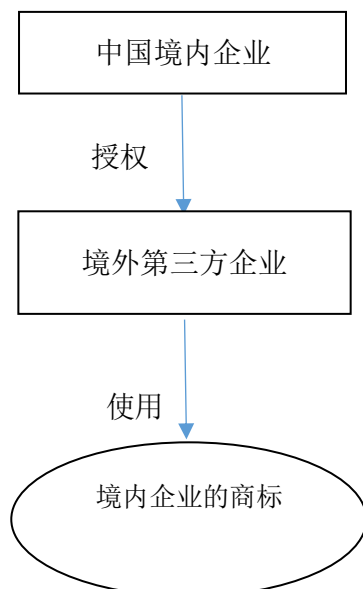 中国境内企业
授权
境外第三方企业
使用
境内企业的商标